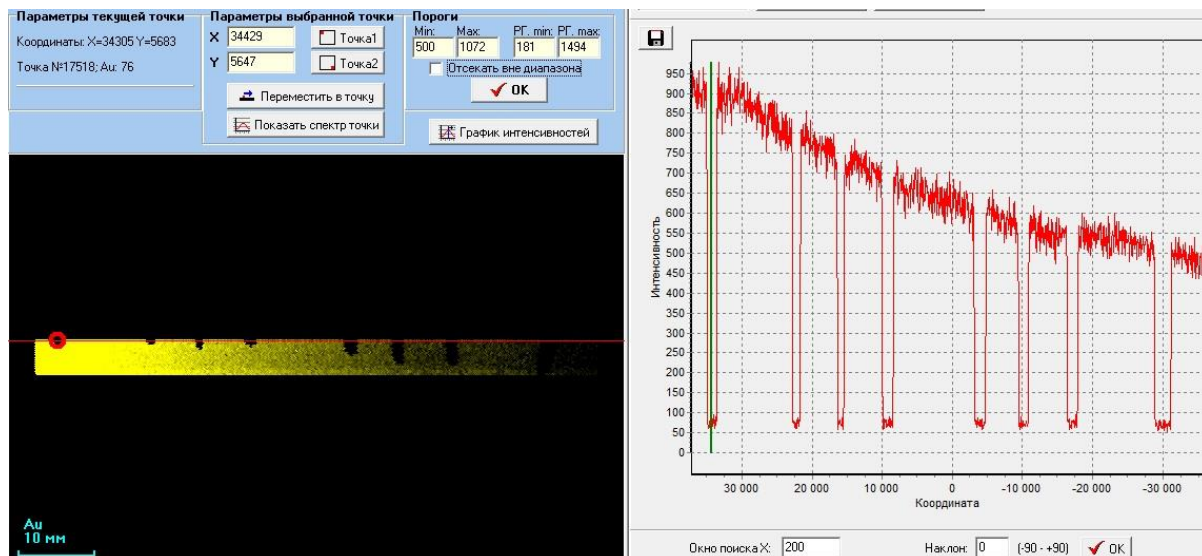 Параметры текущей точки
Координаты: X=34305 Y=5683
Точка №17518; Au: 76
Параметры выбранной точки
X 34429 Точка1
Y 5647 Точка2
Переместить в точку
Показать спектр точки
Пороги
Min: Max: РГ. min: РГ. max:
500 1072 181 1494
Отсекать вне диапазона
OK
График интенсивностей
Au
10 мм
Интенсивность
950
900
850
800
750
700
650
600
550
500
450
400
350
300
250
200
150
100
50
0
30 000 20 000 10 000 0 -10 000 -20 000 -30 000
Координата
Окно поиска X: 200 Наклон: 0 (-90 - +90) OK